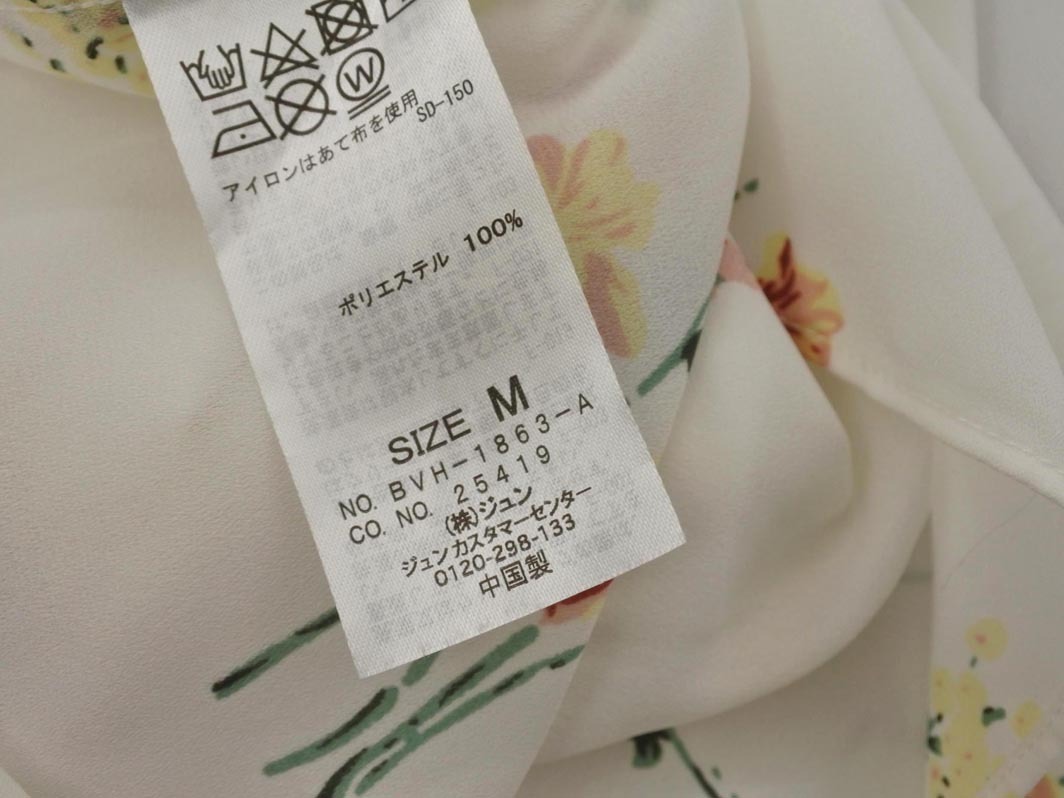 W
アイロンはあて布を使用
SD-150
ポリエステル 100%
SIZE M
NO. BVH-1863-A
CO. NO. 25419
(株)ジュン
ジュンカスタマーセンター
0120-298-133
中国製